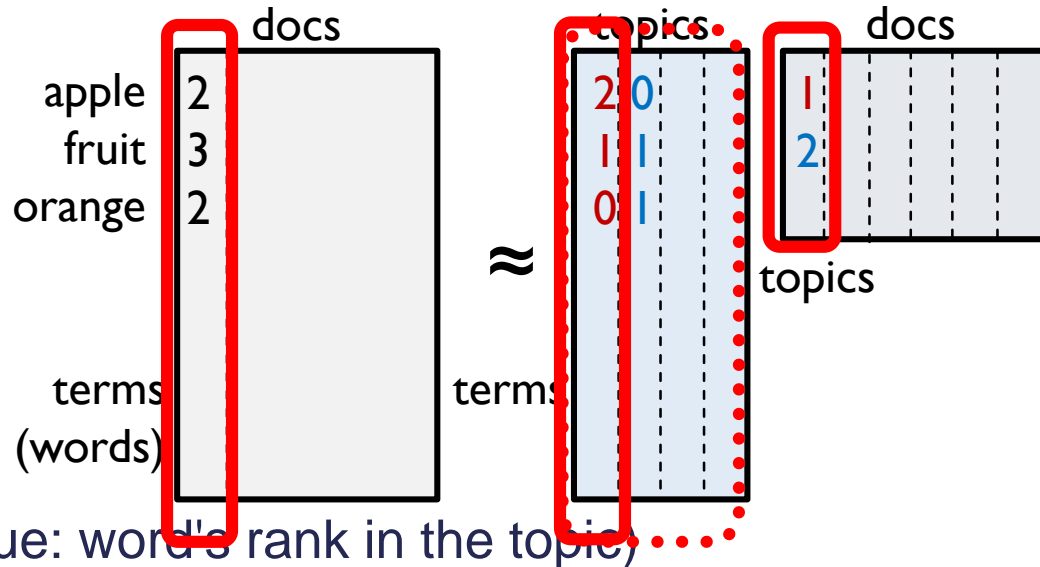 docs topics docs
apple 2 2 0 1
fruit 3 1 1 2
orange 2 0 1
≈
topics
terms terms
(words)
ue: word's rank in the topic)